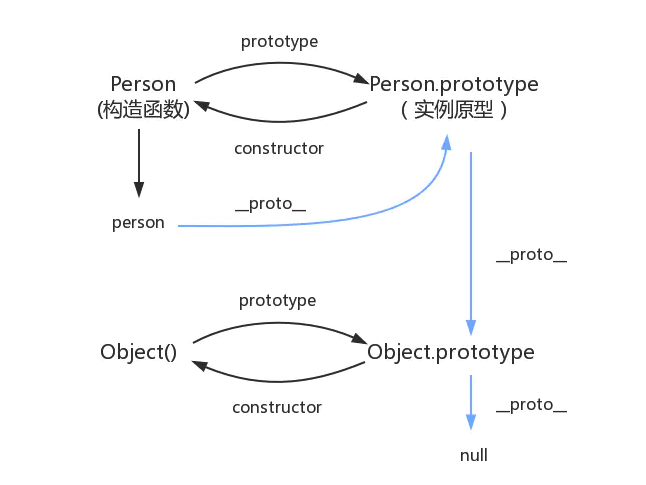 prototype
Person
(构造函数)
Person.prototype
( 实例原型 )
constructor
person
__proto__
__proto__
prototype
Object()
Object.prototype
constructor
__proto__
null